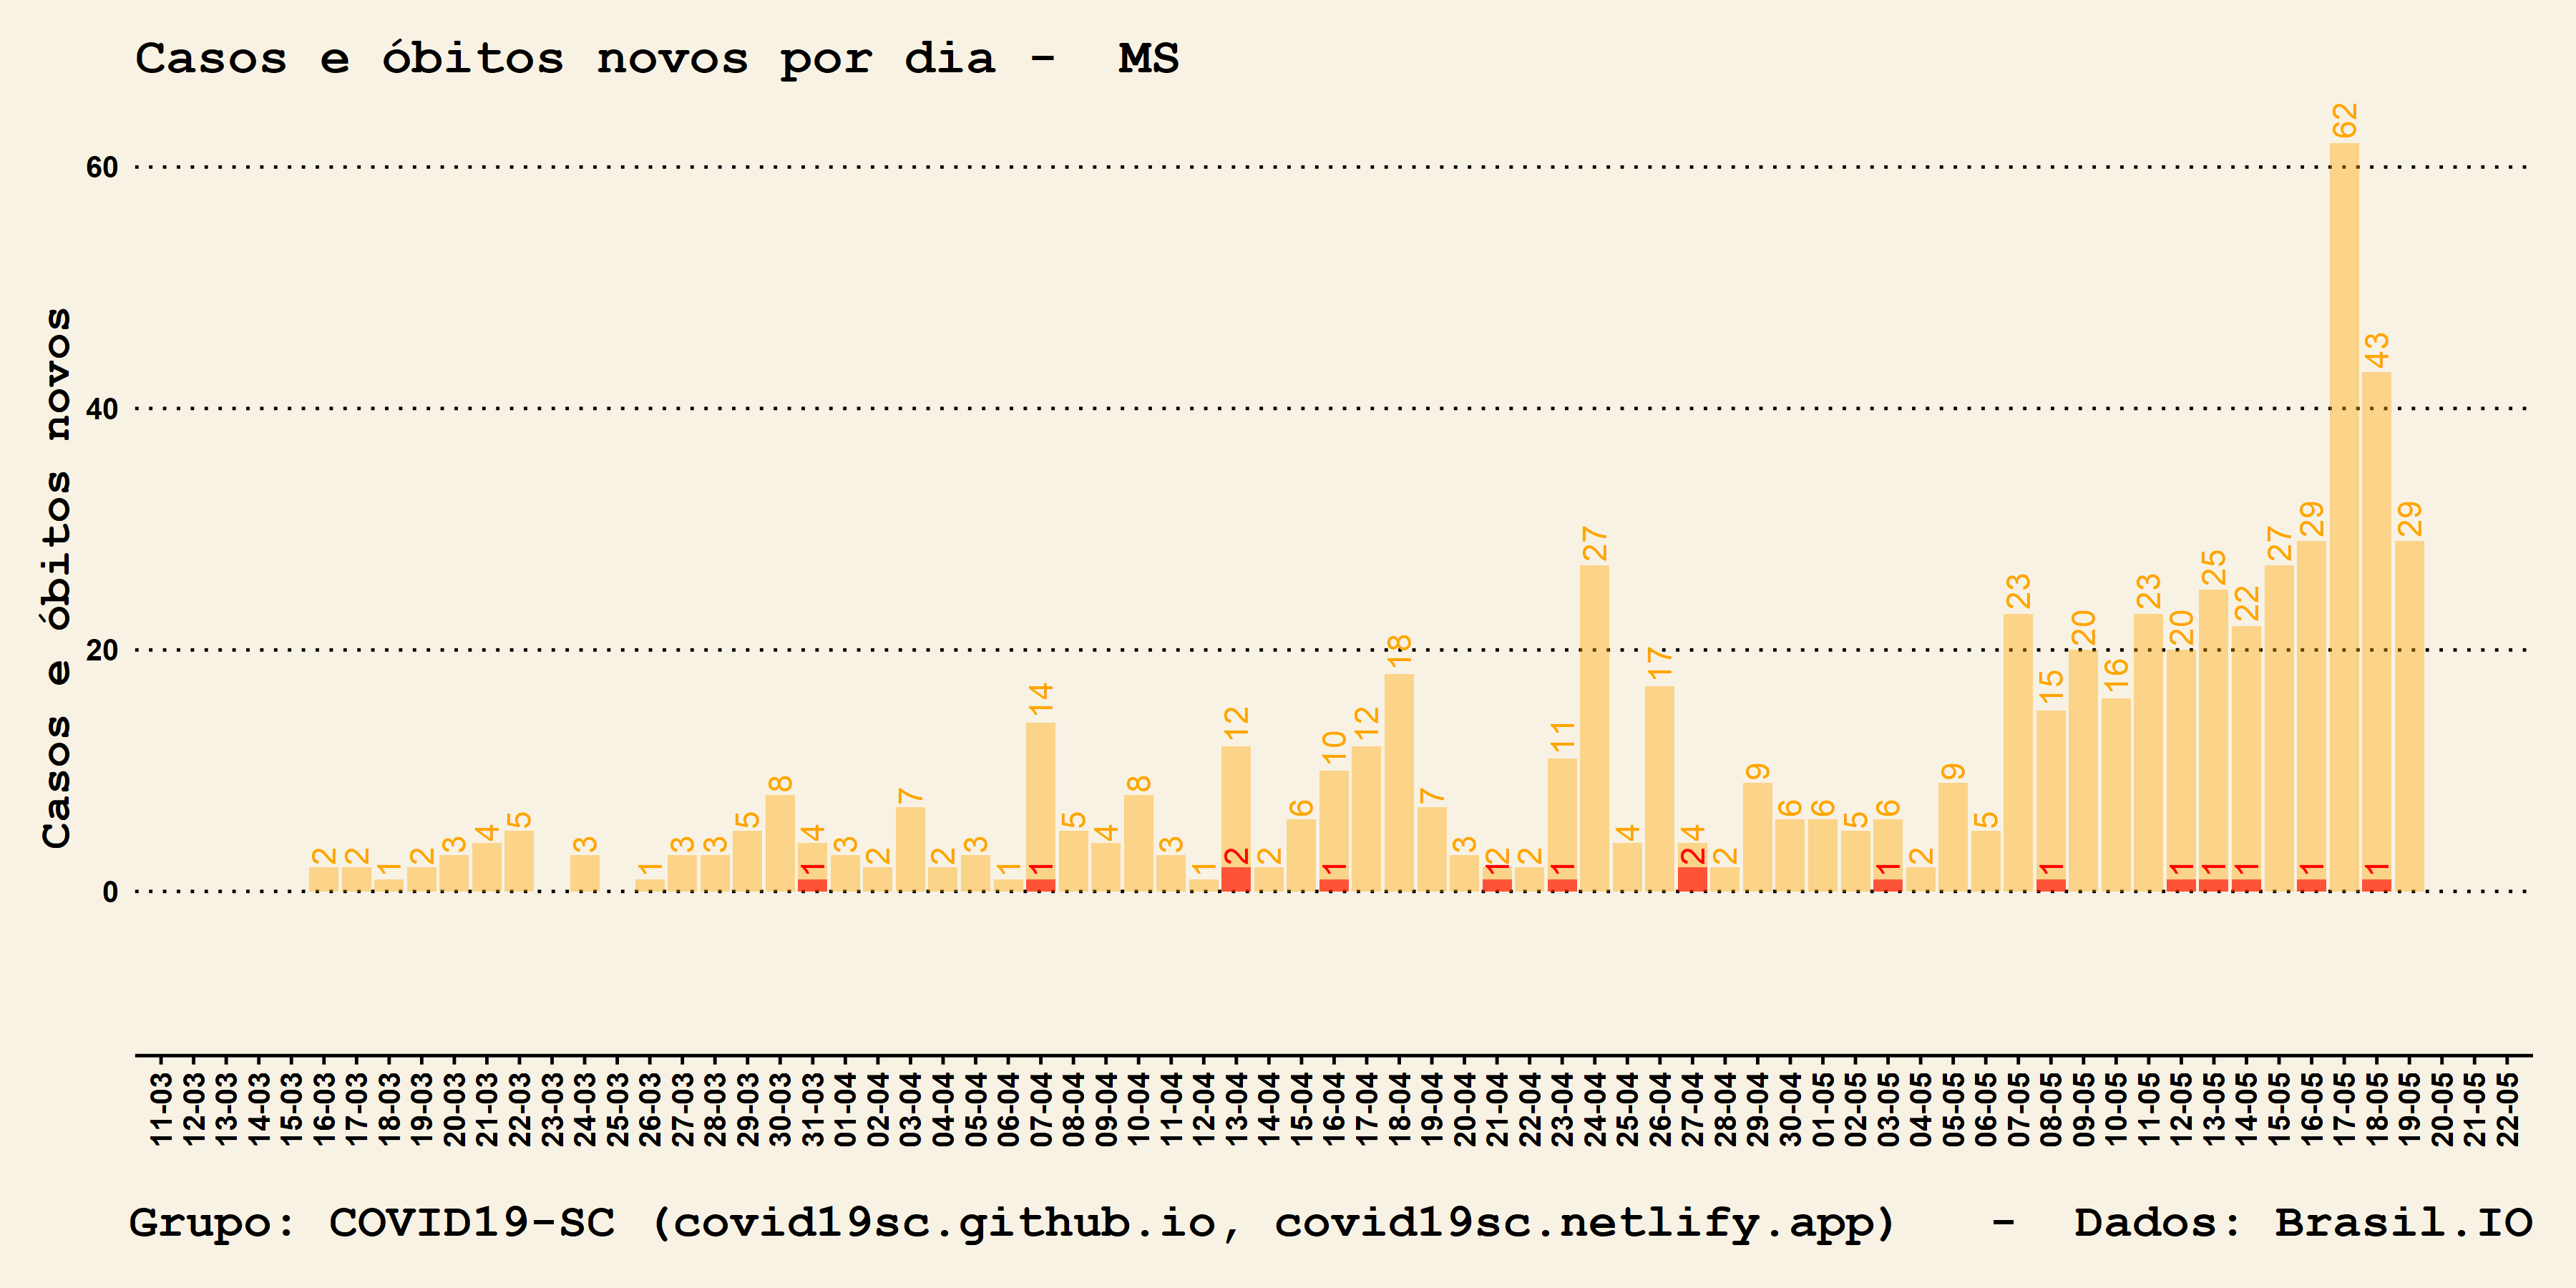 Casos e óbitos novos por dia -  MS
Casos e óbitos novos
60
40
20
0
2 2 1 2 3 4 5 3 1 3 3 5 8 4 3 2 7 2 3 1 14 5 4 8 3 1 12 2 6 10 12 18 7 3 2 2 11 27 4 17 4 2 9 6 6 5 6 2 9 5 23 15 20 16 23 20 25 22 27 29 62 43 29
1 1 2 1 1 1 2 1 1 1 1 1 1 1
11-03 12-03 13-03 14-03 15-03 16-03 17-03 18-03 19-03 20-03 21-03 22-03 23-03 24-03 25-03 26-03 27-03 28-03 29-03 30-03 31-03 01-04 02-04 03-04 04-04 05-04 06-04 07-04 08-04 09-04 10-04 11-04 12-04 13-04 14-04 15-04 16-04 17-04 18-04 19-04 20-04 21-04 22-04 23-04 24-04 25-04 26-04 27-04 28-04 29-04 30-04 01-05 02-05 03-05 04-05 05-05 06-05 07-05 08-05 09-05 10-05 11-05 12-05 13-05 14-05 15-05 16-05 17-05 18-05 19-05 20-05 21-05 22-05
Grupo: COVID19-SC (covid19sc.github.io, covid19sc.netlify.app)   -  Dados: Brasil.IO